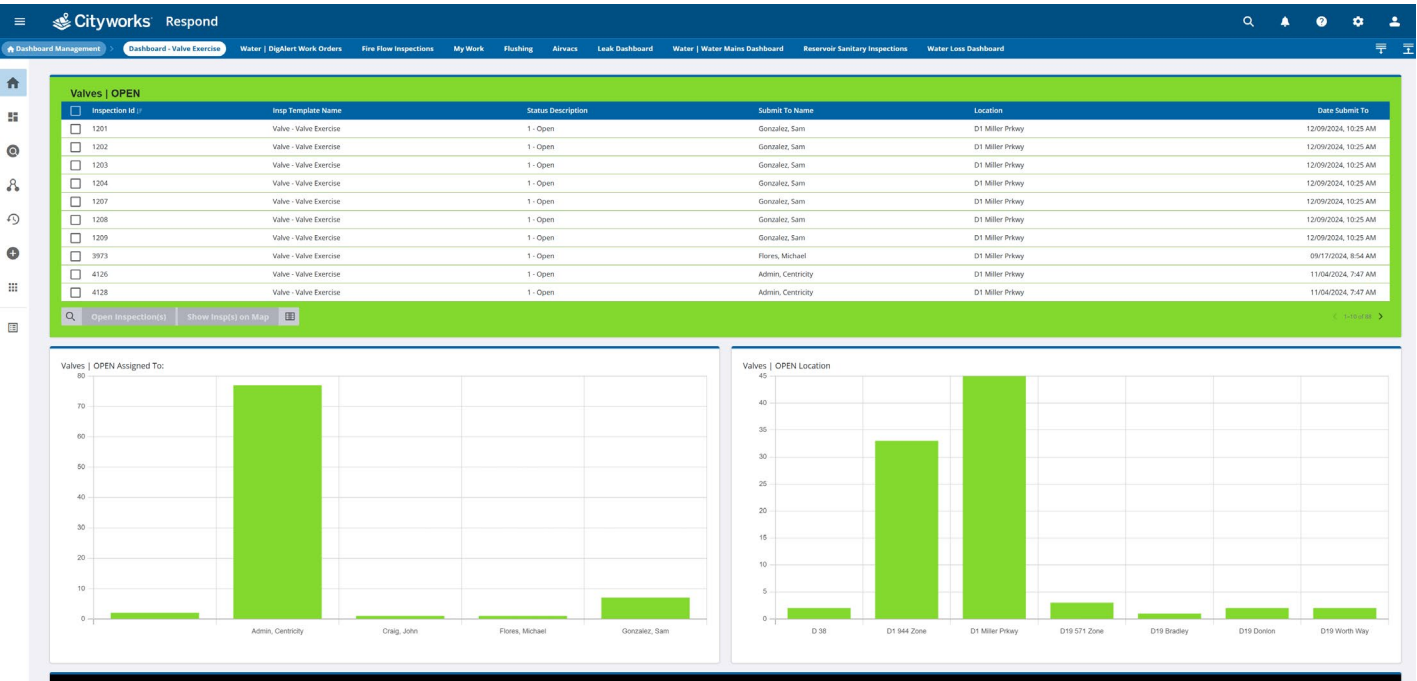 Cityworks Respond
Dashboard Management > Dashboard - Valve Exercise Water | DigAlert Work Orders Fire Flow Inspections My Work Flushing Airvacs Leak Dashboard Water | Water Mains Dashboard Reservoir Sanitary Inspections Water Loss Dashboard
Valves | OPEN
Inspection Id Insp Template Name Status Description Submit To Name Location Date Submit To
1201 Valve - Valve Exercise 1 - Open Gonzalez, Sam D1 Miller Prkwy 12/09/2024, 10:25 AM
1202 Valve - Valve Exercise 1 - Open Gonzalez, Sam D1 Miller Prkwy 12/09/2024, 10:25 AM
1203 Valve - Valve Exercise 1 - Open Gonzalez, Sam D1 Miller Prkwy 12/09/2024, 10:25 AM
1204 Valve - Valve Exercise 1 - Open Gonzalez, Sam D1 Miller Prkwy 12/09/2024, 10:25 AM
1207 Valve - Valve Exercise 1 - Open Gonzalez, Sam D1 Miller Prkwy 12/09/2024, 10:25 AM
1208 Valve - Valve Exercise 1 - Open Gonzalez, Sam D1 Miller Prkwy 12/09/2024, 10:25 AM
1209 Valve - Valve Exercise 1 - Open Gonzalez, Sam D1 Miller Prkwy 12/09/2024, 10:25 AM
3973 Valve - Valve Exercise 1 - Open Flores, Michael D1 Miller Prkwy 09/17/2024, 8:54 AM
4126 Valve - Valve Exercise 1 - Open Admin, Centricity D1 Miller Prkwy 11/04/2024, 7:47 AM
4128 Valve - Valve Exercise 1 - Open Admin, Centricity D1 Miller Prkwy 11/04/2024, 7:47 AM
Open Inspection(s) Show Insp(s) on Map
Valves | OPEN Assigned To:
80
70
60
50
40
30
20
10
0
Admin, Centricity Craig, John Flores, Michael Gonzalez, Sam
Valves | OPEN Location
45
40
35
30
25
20
15
10
5
0
D 38 D1 944 Zone D1 Miller Prkwy D19 571 Zone D19 Bradley D19 Donlon D19 Worth Way